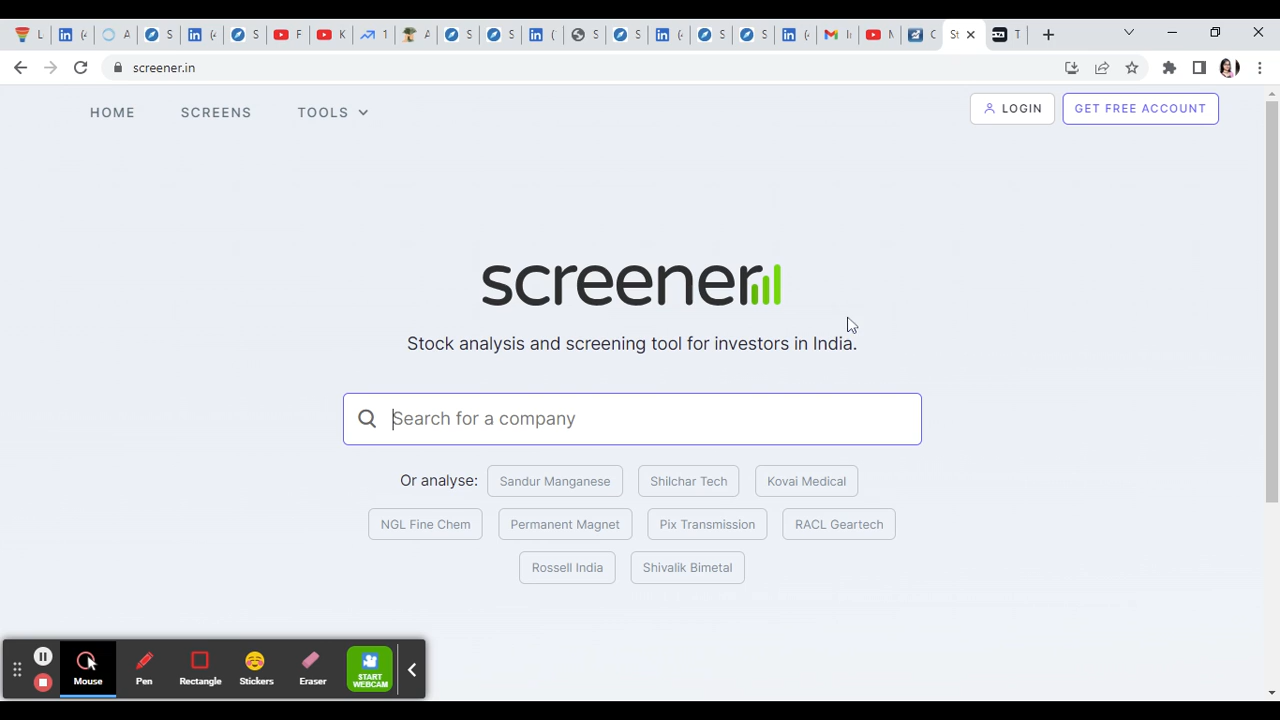 L
A
S
S
F
K
1
A
S
S
S
S
S
S
M
screener.in
HOME SCREENS TOOLS LOGIN GET FREE ACCOUNT
screener
Stock analysis and screening tool for investors in India.
Search for a company
Or analyse: Sandur Manganese Shilchar Tech Kovai Medical
NGL Fine Chem Permanent Magnet Pix Transmission RACL Geartech
Rossell India Shivalik Bimetal
Mouse Pen Rectangle Stickers Eraser START
WEBCAM